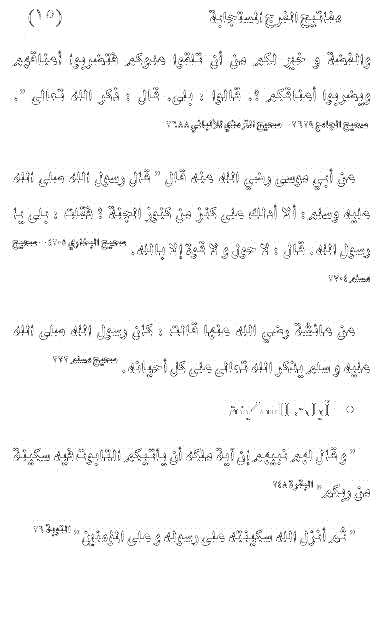 مفاتيح الفرج المستجابة (١٥)
والفضة و خير لكم من أن تلقوا عدوكم فتضربوا أعناقهم
ويضربوا أعناقكم ؟. قالوا : بلى. قال : ذكر الله تعالى ".
صحيح الجامع ٢٦٢٩ - صحيح الترمذي للألباني ٢٦٨٨
عن أبي موسى رضي الله عنه قال " قال رسول الله صلى الله
عليه وسلم : ألا أدلك على كنز من كنوز الجنة ؟ فقلت : بلى يا
رسول الله. قال : لا حول و لا قوة إلا بالله. صحيح البخاري ٤٢٠٥ - صحيح
مسلم ٢٧٠٤
عن عائشة رضي الله عنها قالت : كان رسول الله صلى الله
عليه و سلم يذكر الله تعالى على كل أحيانه. صحيح مسلم ٣٧٣
٥ - آيات السكينة
" و قال لهم نبيهم إن آية ملكه أن يأتيكم التابوت فيه سكينة
من ربكم " البقرة ٢٤٨
" ثم أنزل الله سكينته على رسوله و على المؤمنين " التوبة ٢٦